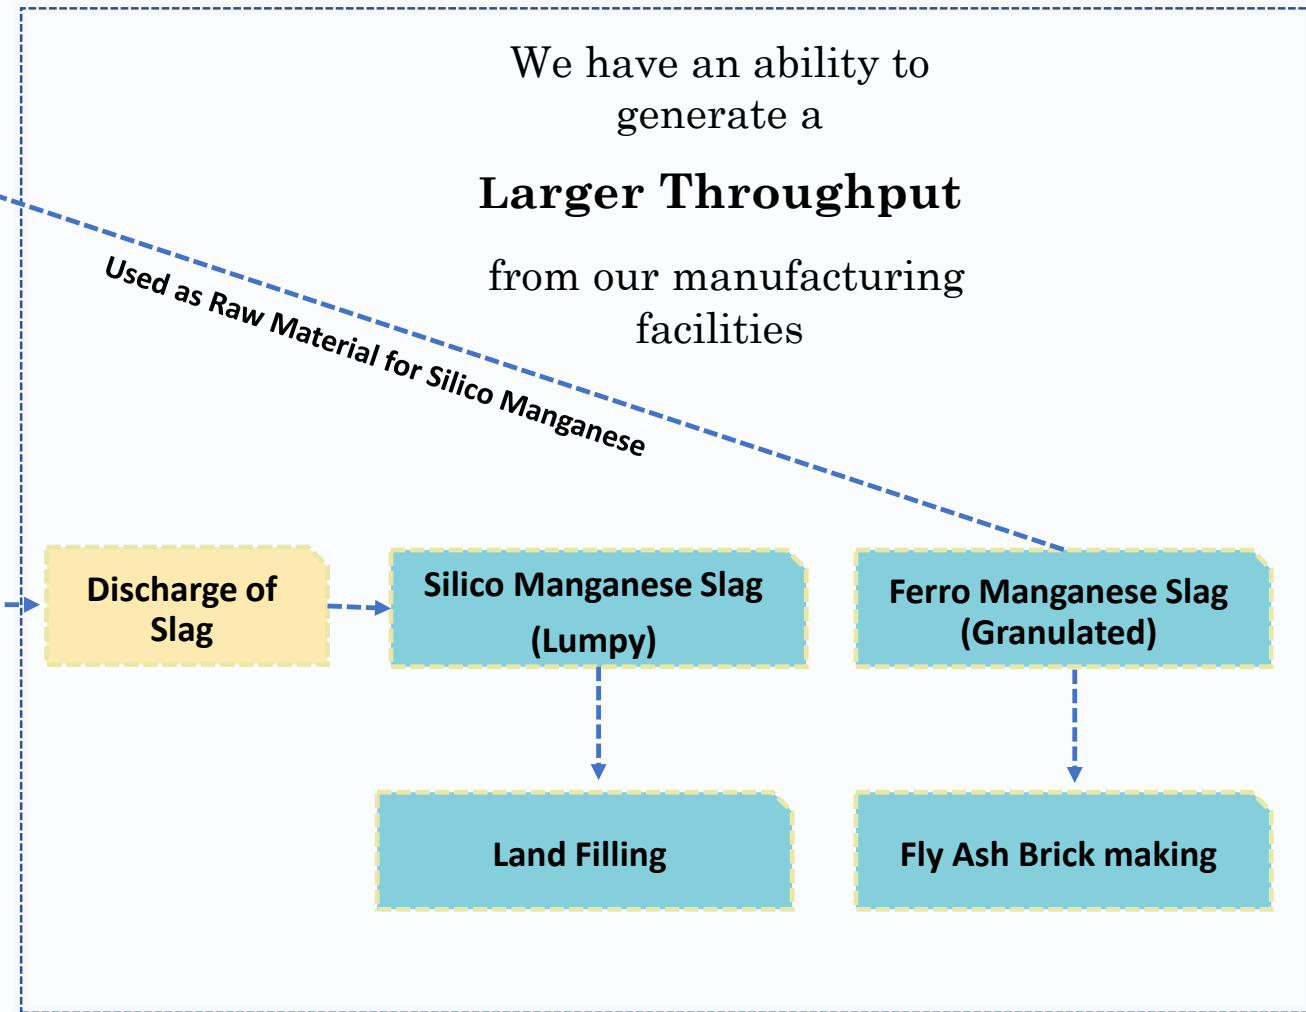 We have an ability to
generate a
Larger Throughput
from our manufacturing
facilities
Used as Raw Material for Silico Manganese
Discharge of
Slag
Silico Manganese Slag
(Lumpy)
Ferro Manganese Slag
(Granulated)
Land Filling
Fly Ash Brick making